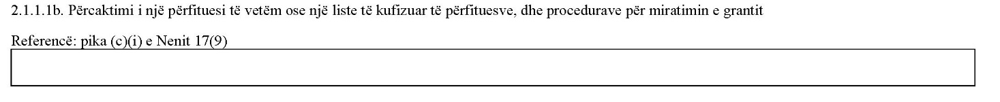 2.1.1.1b. Përcaktimi i një përfituesi të vetëm ose një liste të kufizuar të përfituesve, dhe procedurave për miratimin e grantit
Referencë: pika (c)(i) e Nenit 17(9)